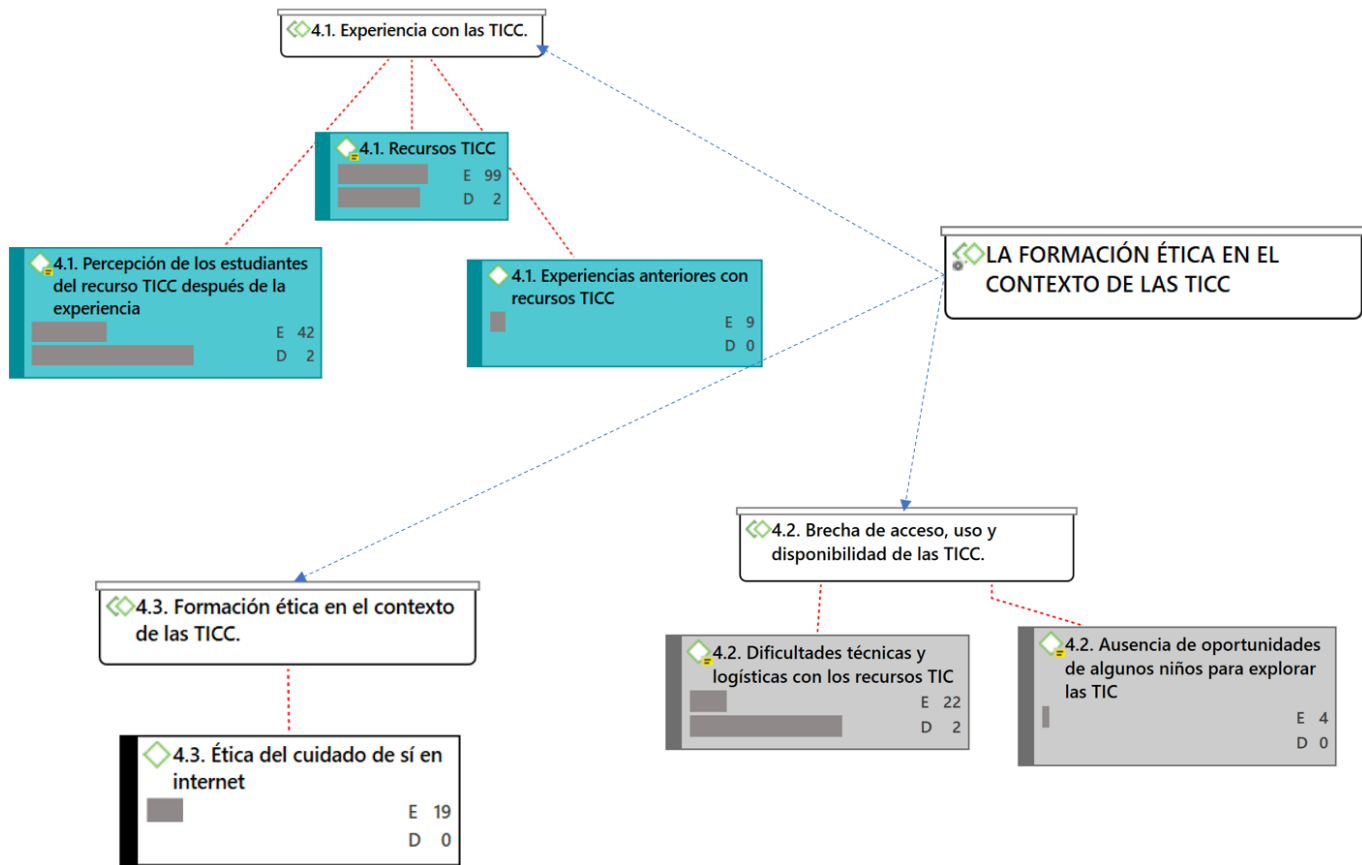 4.1. Experiencia con las TICC.
4.1. Recursos TICC
E 99
D 2
4.1. Percepción de los estudiantes
del recurso TICC después de la
experiencia
E 42
D 2
4.1. Experiencias anteriores con
recursos TICC
E 9
D 0
LA FORMACIÓN ÉTICA EN EL
CONTEXTO DE LAS TICC
4.2. Brecha de acceso, uso y
disponibilidad de las TICC.
4.3. Formación ética en el contexto
de las TICC.
4.2. Dificultades técnicas y
logísticas con los recursos TIC
E 22
D 2
4.2. Ausencia de oportunidades
de algunos niños para explorar
las TIC
E 4
D 0
4.3. Ética del cuidado de sí en
internet
E 19
D 0